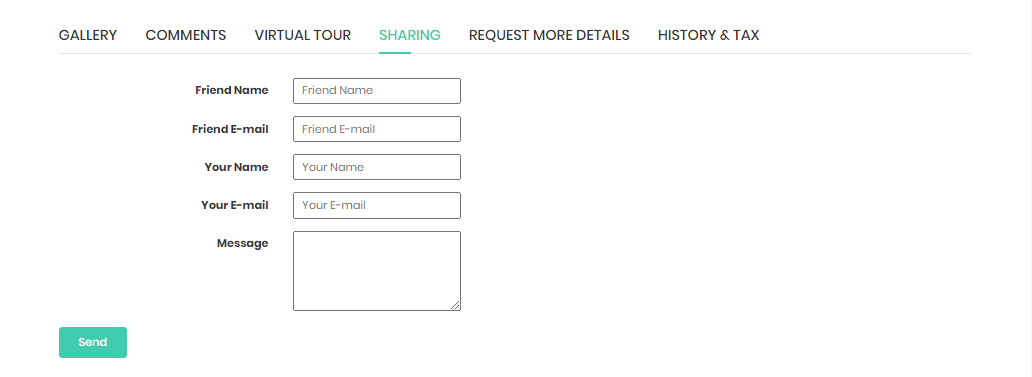 GALLERY COMMENTS VIRTUAL TOUR SHARING REQUEST MORE DETAILS HISTORY & TAX
Friend Name Friend Name
Friend E-mail Friend E-mail
Your Name Your Name
Your E-mail Your E-mail
Message
Send